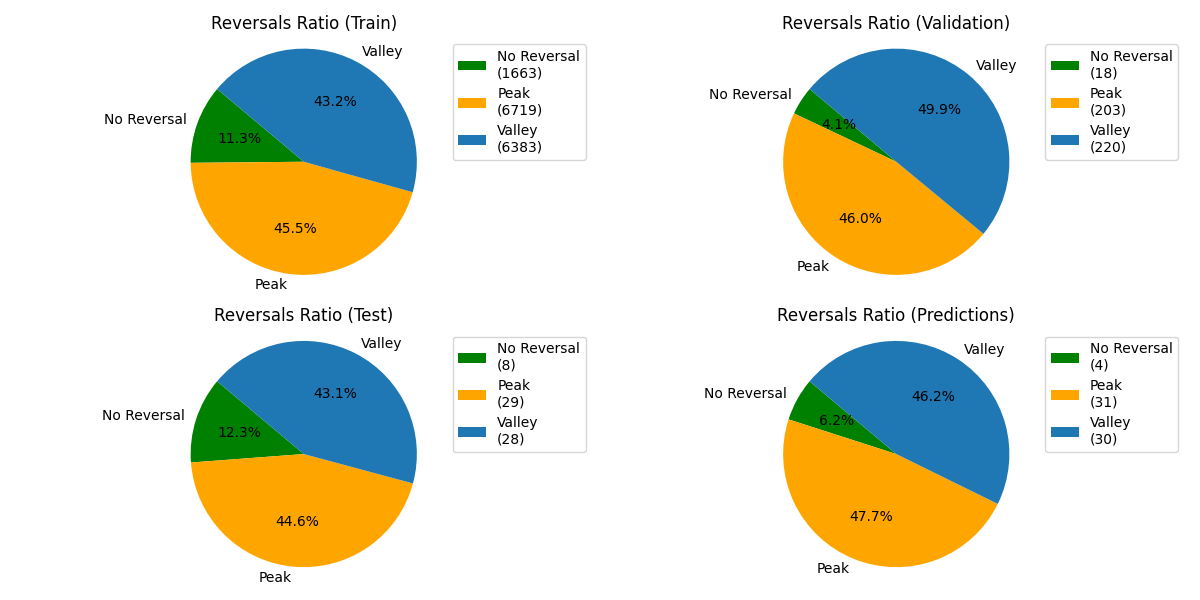 Reversals Ratio (Train)
Valley
43.2%
No Reversal
11.3%
45.5%
Peak
No Reversal
(1663)
Peak
(6719)
Valley
(6383)
Reversals Ratio (Validation)
Valley
49.9%
No Reversal
4.1%
46.0%
Peak
No Reversal
(18)
Peak
(203)
Valley
(220)
Reversals Ratio (Test)
Valley
43.1%
No Reversal
12.3%
44.6%
Peak
No Reversal
(8)
Peak
(29)
Valley
(28)
Reversals Ratio (Predictions)
Valley
46.2%
No Reversal
6.2%
47.7%
Peak
No Reversal
(4)
Peak
(31)
Valley
(30)